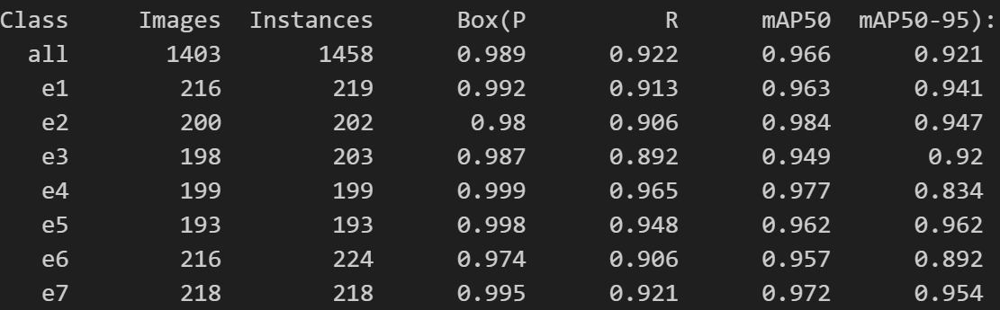 Class Images Instances Box(P R mAP50 mAP50-95):
all 1403 1458 0.989 0.922 0.966 0.921
e1 216 219 0.992 0.913 0.963 0.941
e2 200 202 0.98 0.906 0.984 0.947
e3 198 203 0.987 0.892 0.949 0.92
e4 199 199 0.999 0.965 0.977 0.834
e5 193 193 0.998 0.948 0.962 0.962
e6 216 224 0.974 0.906 0.957 0.892
e7 218 218 0.995 0.921 0.972 0.954